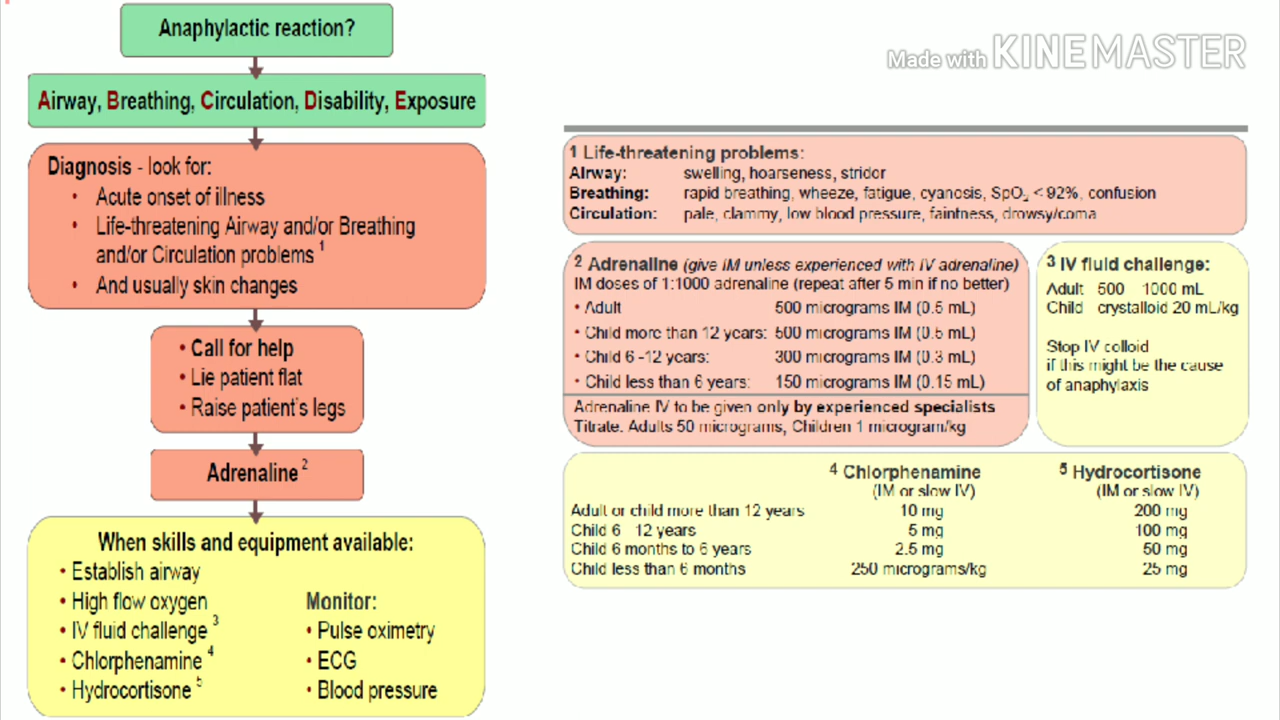 Anaphylactic reaction?
Airway, Breathing, Circulation, Disability, Exposure
Diagnosis - look for:
• Acute onset of illness
• Life-threatening Airway and/or Breathing
and/or Circulation problems 1
• And usually skin changes
• Call for help
• Lie patient flat
• Raise patient's legs
Adrenaline 2
When skills and equipment available:
• Establish airway
• High flow oxygen
• IV fluid challenge 3
• Chlorphenamine 4
• Hydrocortisone 5
Monitor:
• Pulse oximetry
• ECG
• Blood pressure
Made with KINEMASTER
1 Life-threatening problems:
Airway: swelling, hoarseness, stridor
Breathing: rapid breathing, wheeze, fatigue, cyanosis, SpO₂ < 92%, confusion
Circulation: pale, clammy, low blood pressure, faintness, drowsy/coma
2 Adrenaline (give IM unless experienced with IV adrenaline)
IM doses of 1:1000 adrenaline (repeat after 5 min if no better)
• Adult 500 micrograms IM (0.5 mL)
• Child more than 12 years: 500 micrograms IM (0.5 mL)
• Child 6 -12 years: 300 micrograms IM (0.3 mL)
• Child less than 6 years: 150 micrograms IM (0.15 mL)
Adrenaline IV to be given only by experienced specialists
Titrate: Adults 50 micrograms, Children 1 microgram/kg
3 IV fluid challenge:
Adult 500 1000 mL
Child crystalloid 20 mL/kg
Stop IV colloid
if this might be the cause
of anaphylaxis
4 Chlorphenamine 5 Hydrocortisone
(IM or slow IV) (IM or slow IV)
Adult or child more than 12 years 10 mg 200 mg
Child 6 12 years 5 mg 100 mg
Child 6 months to 6 years 2.5 mg 50 mg
Child less than 6 months 250 micrograms/kg 25 mg